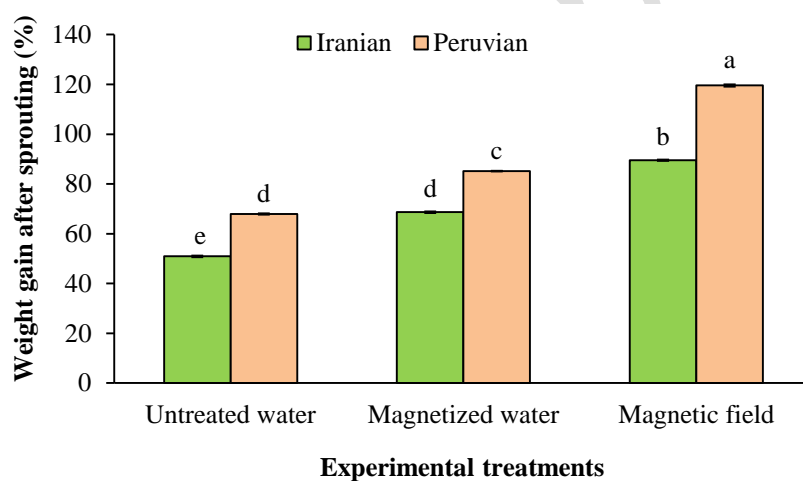 Weight gain after sprouting (%)
140
120
100
80
60
40
20
0
Iranian Peruvian
e d d c b a
Untreated water Magnetized water Magnetic field
Experimental treatments